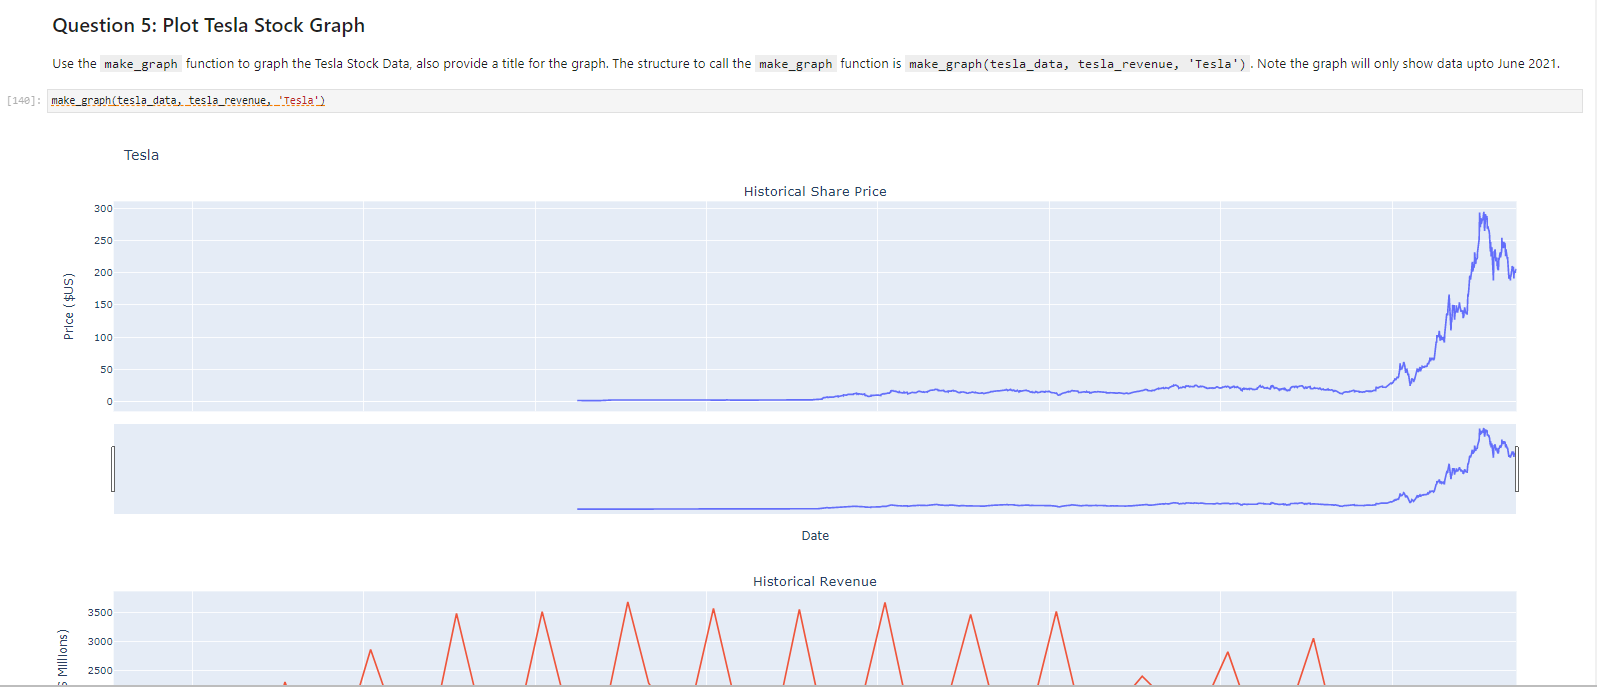 Question 5: Plot Tesla Stock Graph
Use the make_graph function to graph the Tesla Stock Data, also provide a title for the graph. The structure to call the make_graph function is make_graph(tesla_data, tesla_revenue, 'Tesla') . Note the graph will only show data upto June 2021.
[140]: make_graph(tesla_data, tesla_revenue, 'Tesla')
Tesla
Historical Share Price
300
250
200
150
100
50
0
Price ($US)
Date
Historical Revenue
3500
3000
2500
Millions)